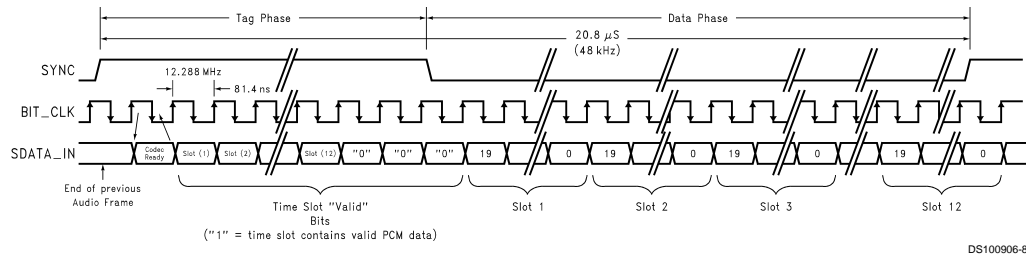 Tag Phase
Data Phase
20.8 μS
(48 kHz)
SYNC
12.288 MHz
81.4 ns
BIT_CLK
SDATA_IN
Codec
Ready
Slot (1)
Slot (2)
Slot (12)
"0"
"0"
"0"
19
0
19
0
19
0
19
0
End of previous
Audio Frame
Time Slot "Valid"
Bits
("1" = time slot contains valid PCM data)
Slot 1
Slot 2
Slot 3
Slot 12
DS100906-8